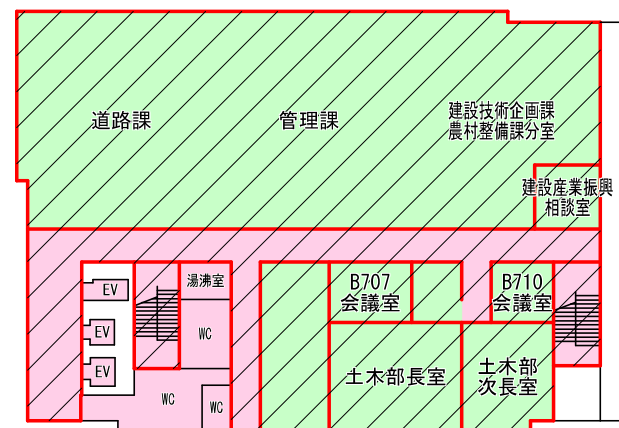 道路課
管理課
建設技術企画課
農村整備課分室
建設産業振興
相談室
湯沸室
B707
会議室
B710
会議室
EV
EV
WC
EV
土木部長室
土木部
次長室
WC
WC